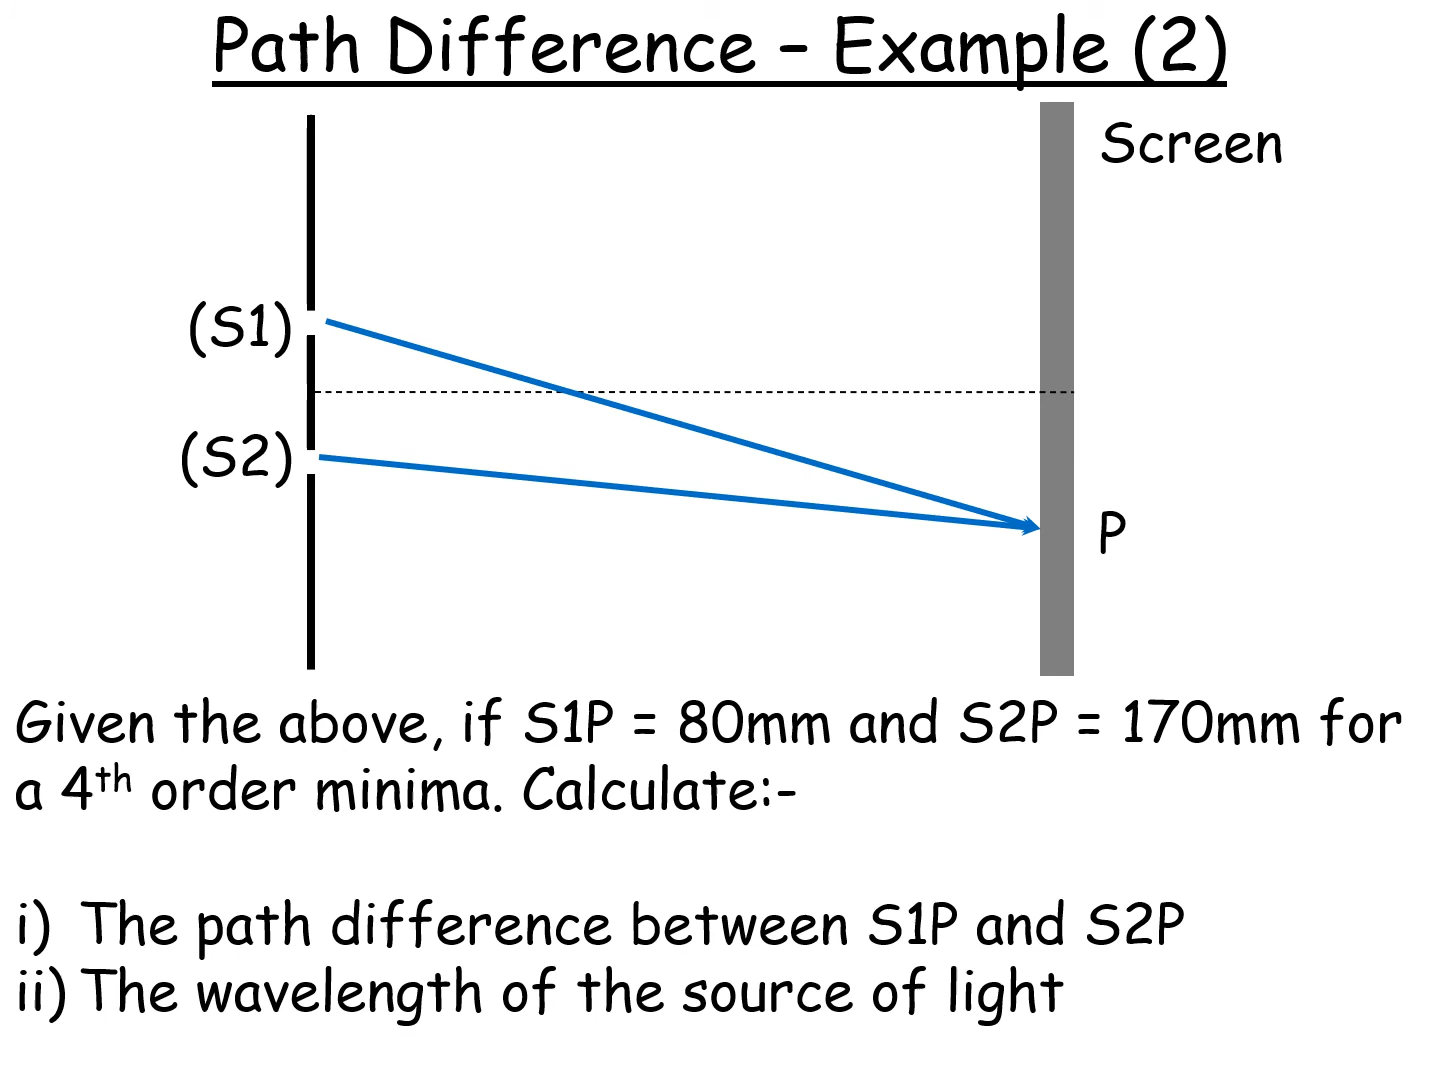 Path Difference – Example (2)
Screen
(S1)
(S2)
P
Given the above, if S1P = 80mm and S2P = 170mm for
a 4th order minima. Calculate:-
i) The path difference between S1P and S2P
ii) The wavelength of the source of light